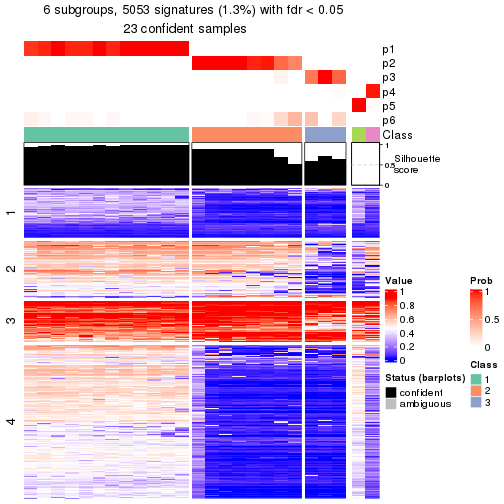 6 subgroups, 5053 signatures (1.3%) with fdr < 0.05
23 confident samples
p1
p2
p3
p4
p5
p6
Class
1
0.5
0
Silhouette
score
1
2
3
4
Value
1
0.8
0.6
0.4
0.2
0
Prob
1
0.5
0
Status (barplots)
confident
ambiguous
Class
1
2
3